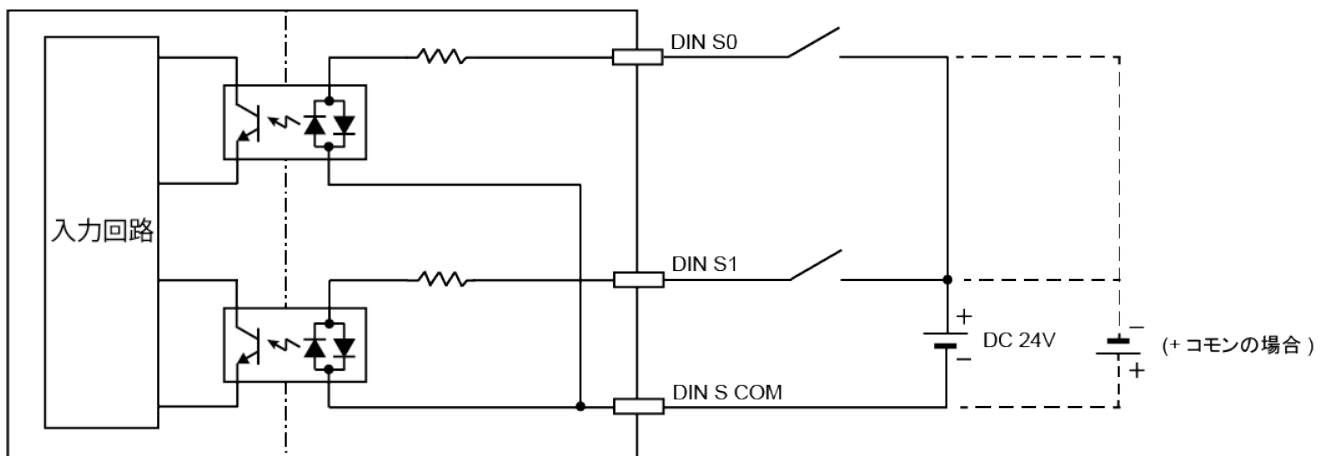 DIN S0
入力回路
DIN S1
+
DC 24V
−
−
(+ コモンの場合 )
+
DIN S COM